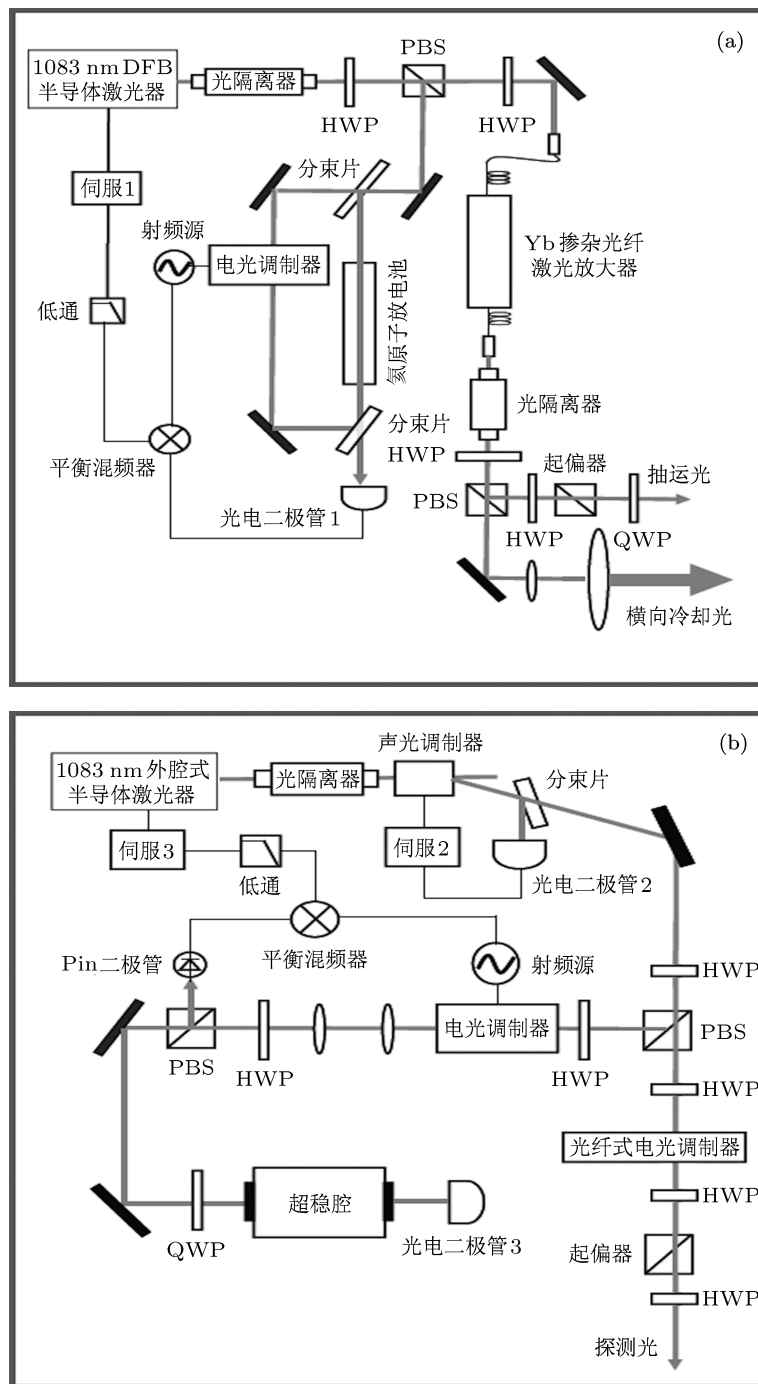 (a)
PBS
1083 nm DFB
半导体激光器
光隔离器
HWP
HWP
分束片
伺服1
射频源
电光调制器
Yb掺杂光纤
激光放大器
低通
氦原子放电池
光隔离器
分束片
HWP
平衡混频器
起偏器
抽运光
PBS
光电二极管1
HWP
QWP
横向冷却光
(b)
声光调制器
1083 nm外腔式
半导体激光器
光隔离器
分束片
伺服3
伺服2
低通
光电二极管2
Pin二极管
平衡混频器
射频源
HWP
电光调制器
PBS
PBS
HWP
HWP
HWP
光纤式电光调制器
超稳腔
HWP
QWP
光电二极管3
起偏器
HWP
探测光